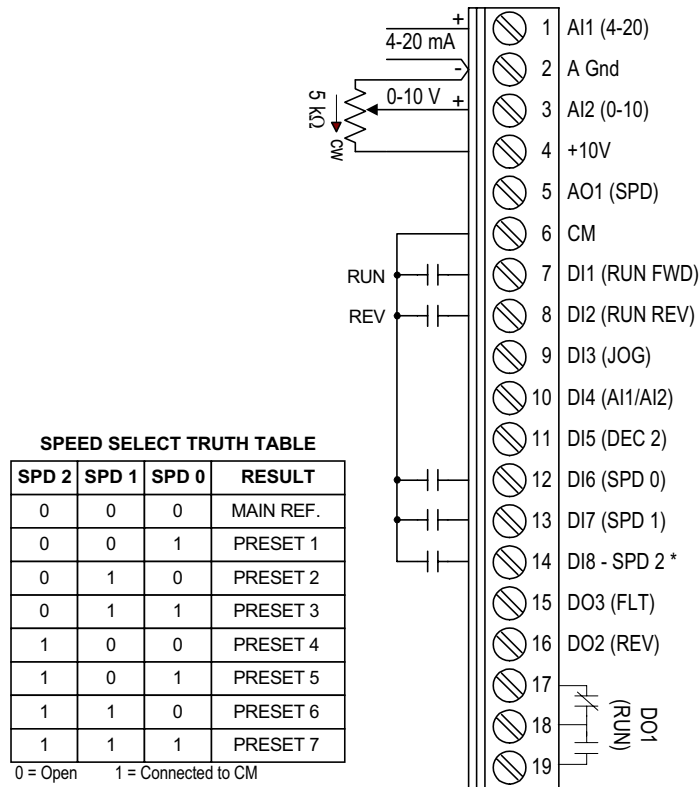 +
4-20 mA
-
0-10 V +
5 kΩ
CW
1 AI1 (4-20)
2 A Gnd
3 AI2 (0-10)
4 +10V
5 AO1 (SPD)
6 CM
RUN
7 DI1 (RUN FWD)
REV
8 DI2 (RUN REV)
9 DI3 (JOG)
10 DI4 (AI1/AI2)
11 DI5 (DEC 2)
12 DI6 (SPD 0)
13 DI7 (SPD 1)
14 DI8 - SPD 2 *
15 DO3 (FLT)
16 DO2 (REV)
17
18
19
DO1
(RUN)
SPEED SELECT TRUTH TABLE
SPD 2 SPD 1 SPD 0 RESULT
0 0 0 MAIN REF.
0 0 1 PRESET 1
0 1 0 PRESET 2
0 1 1 PRESET 3
1 0 0 PRESET 4
1 0 1 PRESET 5
1 1 0 PRESET 6
1 1 1 PRESET 7
0 = Open 1 = Connected to CM